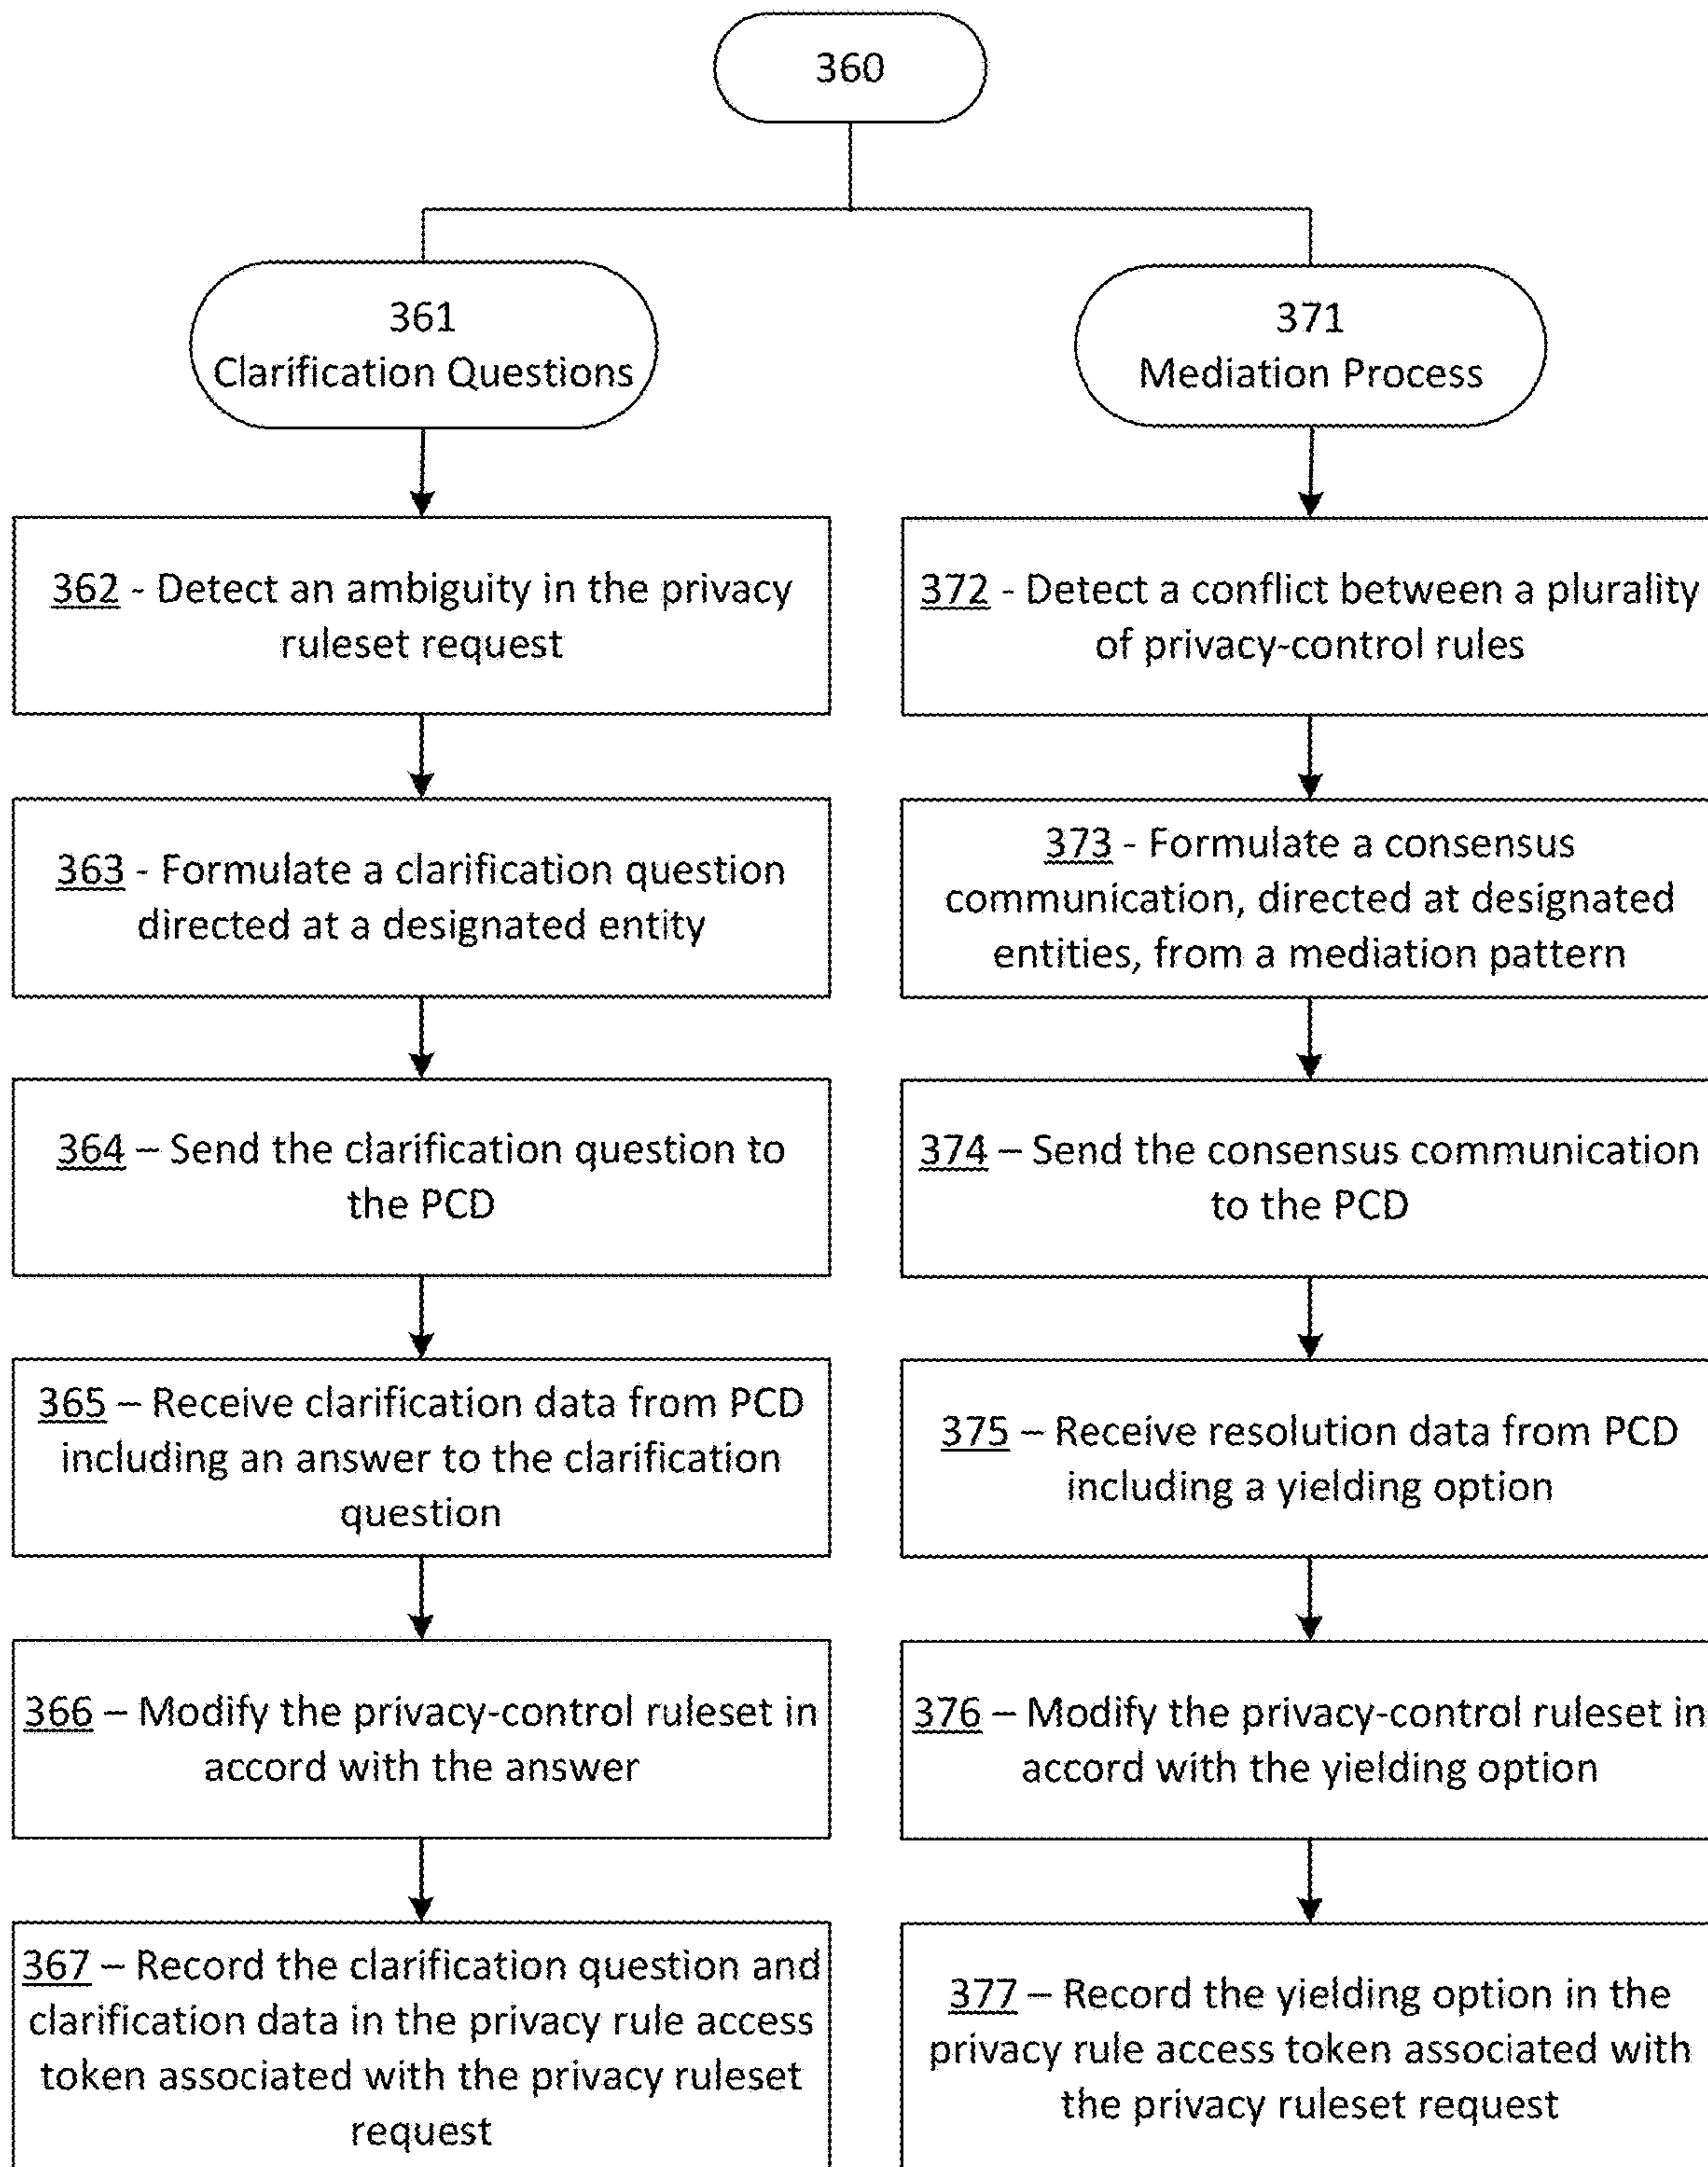 360
361
Clarification Questions
362 - Detect an ambiguity in the privacy
ruleset request
363 - Formulate a clarification question
directed at a designated entity
364 – Send the clarification question to
the PCD
365 – Receive clarification data from PCD
including an answer to the clarification
question
366 – Modify the privacy-control ruleset in
accord with the answer
367 – Record the clarification question and
clarification data in the privacy rule access
token associated with the privacy ruleset
request
371
Mediation Process
372 - Detect a conflict between a plurality
of privacy-control rules
373 - Formulate a consensus
communication, directed at designated
entities, from a mediation pattern
374 – Send the consensus communication
to the PCD
375 – Receive resolution data from PCD
including a yielding option
376 – Modify the privacy-control ruleset in
accord with the yielding option
377 – Record the yielding option in the
privacy rule access token associated with
the privacy ruleset request